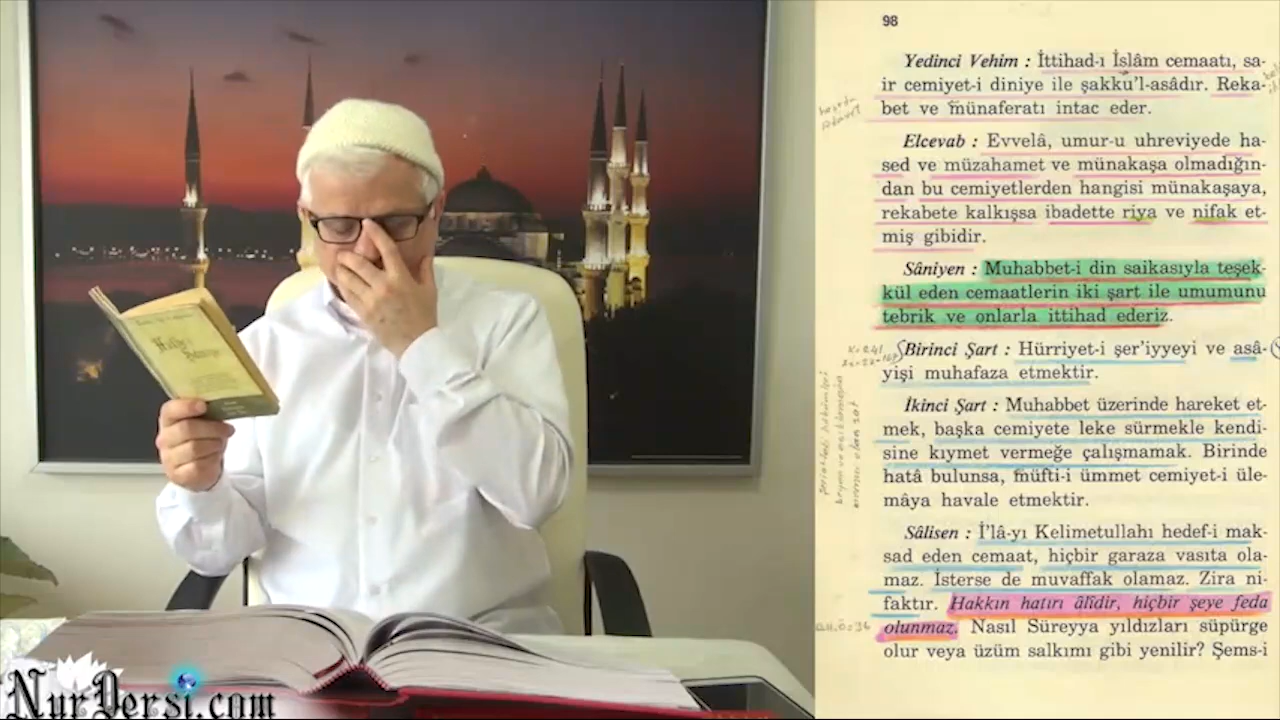 98
Yedinci Vehim : İttihad-ı İslâm cemaatı, sa-
ir cemiyet-i diniye ile şakku'l-asâdır. Reka-
bet ve münaferatı intac eder.
Elcevab : Evvelâ, umur-u uhreviyede ha-
sed ve müzahamet ve münakaşa olmadığın-
dan bu cemiyetlerden hangisi münakaşaya,
rekabete kalkışsa ibadette riya ve nifak et-
miş gibidir.
Sâniyen : Muhabbet-i din saikasıyla teşek-
kül eden cemaatlerin iki şart ile umumunu
tebrik ve onlarla ittihad ederiz.
Birinci Şart : Hürriyet-i şer'iyyeyi ve asâ-
yişi muhafaza etmektir.
İkinci Şart : Muhabbet üzerinde hareket et-
mek, başka cemiyete leke sürmekle kendi-
sine kıymet vermeğe çalışmamak. Birinde
hatâ bulunsa, müfti-i ümmet cemiyet-i üle-
mâya havale etmektir.
Sâlisen : İ'lâ-yı Kelimetullahı hedef-i mak-
sad eden cemaat, hiçbir garaza vasıta ola-
maz. İsterse de muvaffak olamaz. Zira ni-
faktır. Hakkın hatırı âlîdir, hiçbir şeye feda
olunmaz. Nasıl Süreyya yıldızları süpürge
olur veya üzüm salkımı gibi yenilir? Şems-i
NurDersi.com